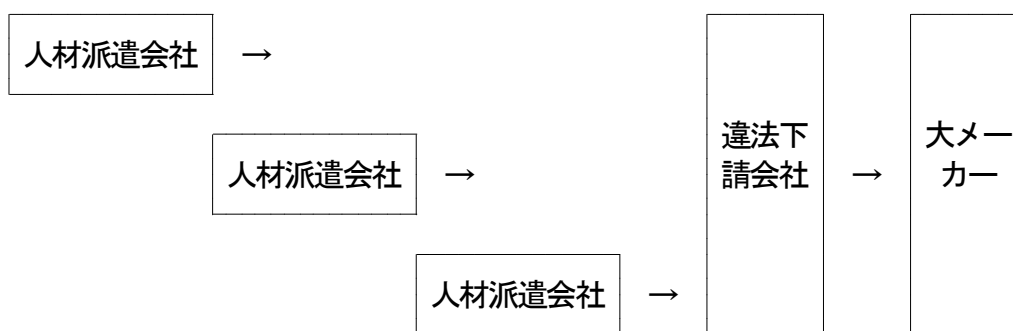 人材派遣会社 →
人材派遣会社 →
人材派遣会社 →
違法下
請会社
→
大メー
カー